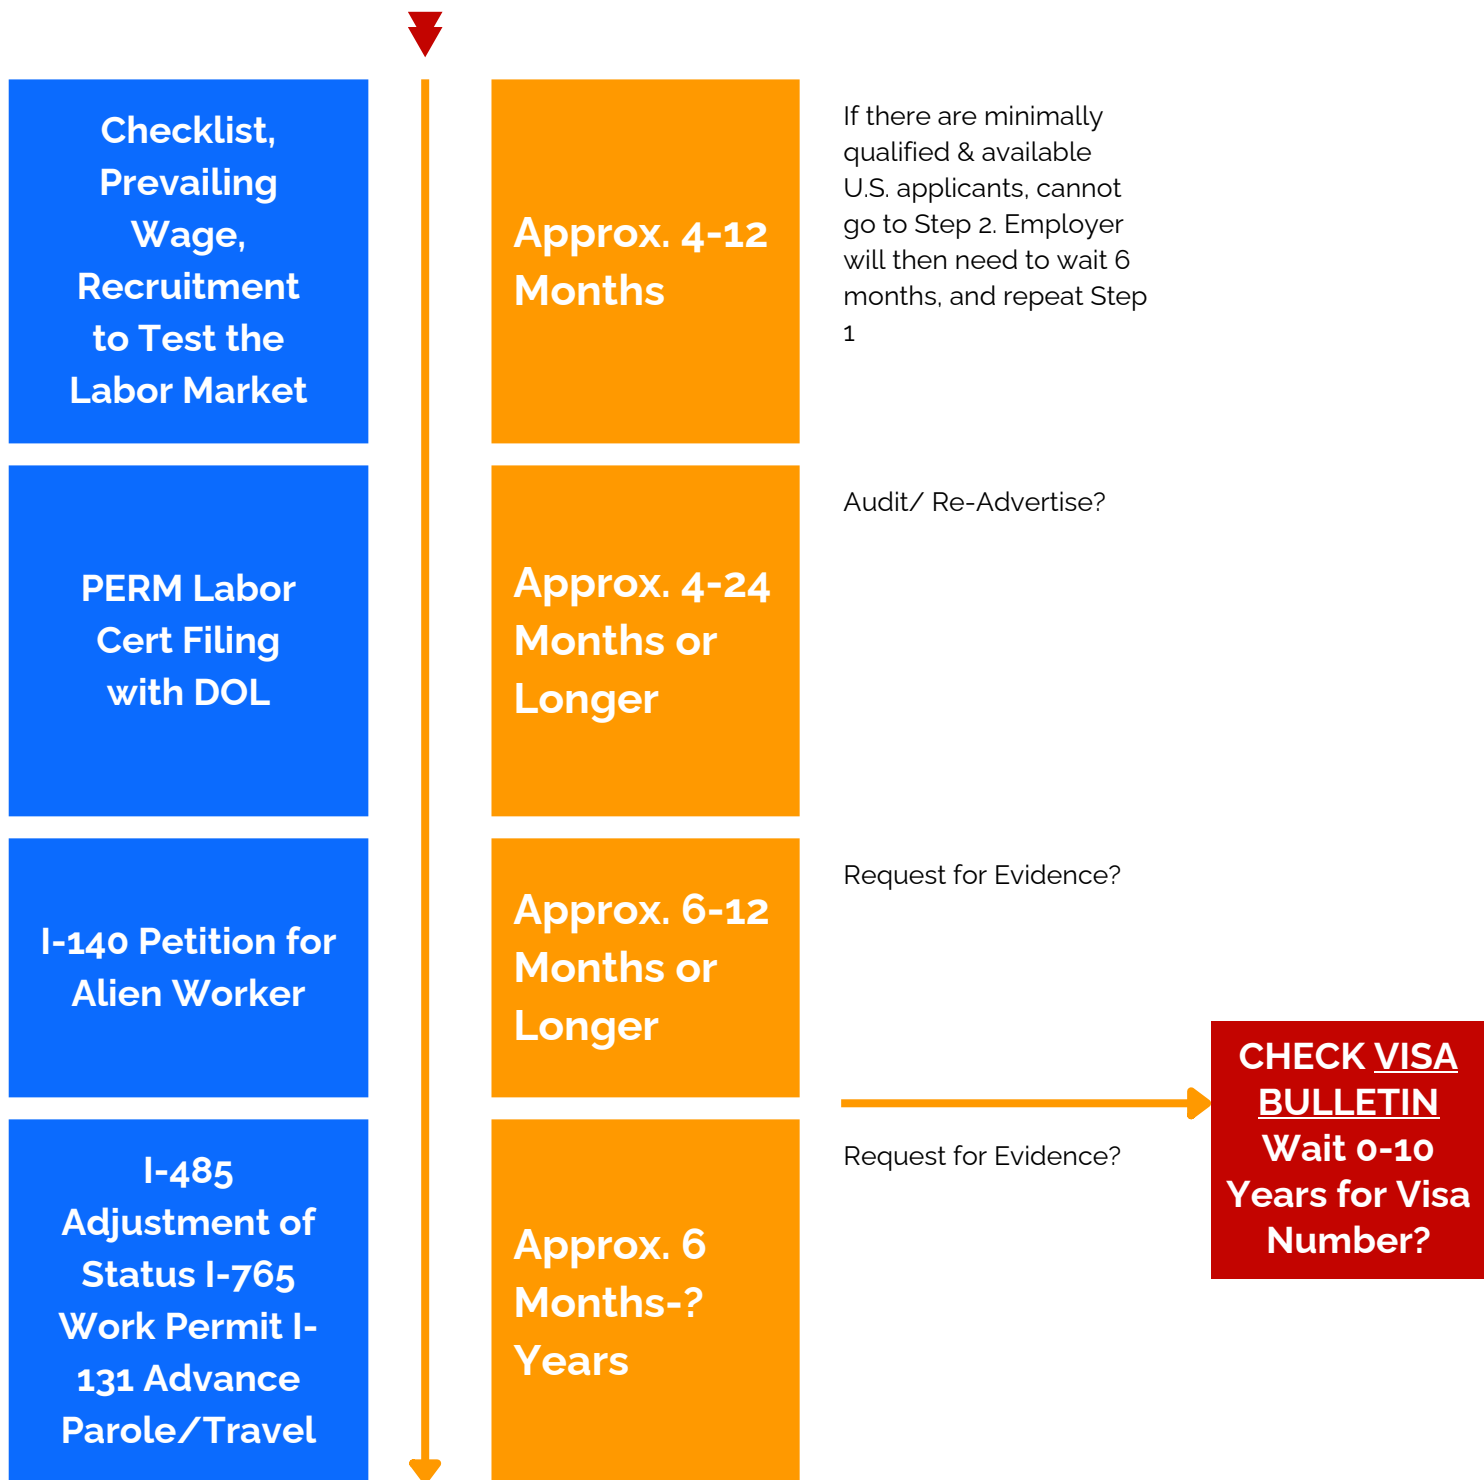 Checklist,
Prevailing
Wage,
Recruitment
to Test the
Labor Market
Approx. 4-12
Months
If there are minimally
qualified & available
U.S. applicants, cannot
go to Step 2. Employer
will then need to wait 6
months, and repeat Step
1
PERM Labor
Cert Filing
with DOL
Approx. 4-24
Months or
Longer
Audit/ Re-Advertise?
I-140 Petition for
Alien Worker
Approx. 6-12
Months or
Longer
Request for Evidence?
CHECK VISA
BULLETIN
Wait 0-10
Years for Visa
Number?
I-485
Adjustment of
Status I-765
Work Permit I-
131 Advance
Parole/Travel
Approx. 6
Months-?
Years
Request for Evidence?